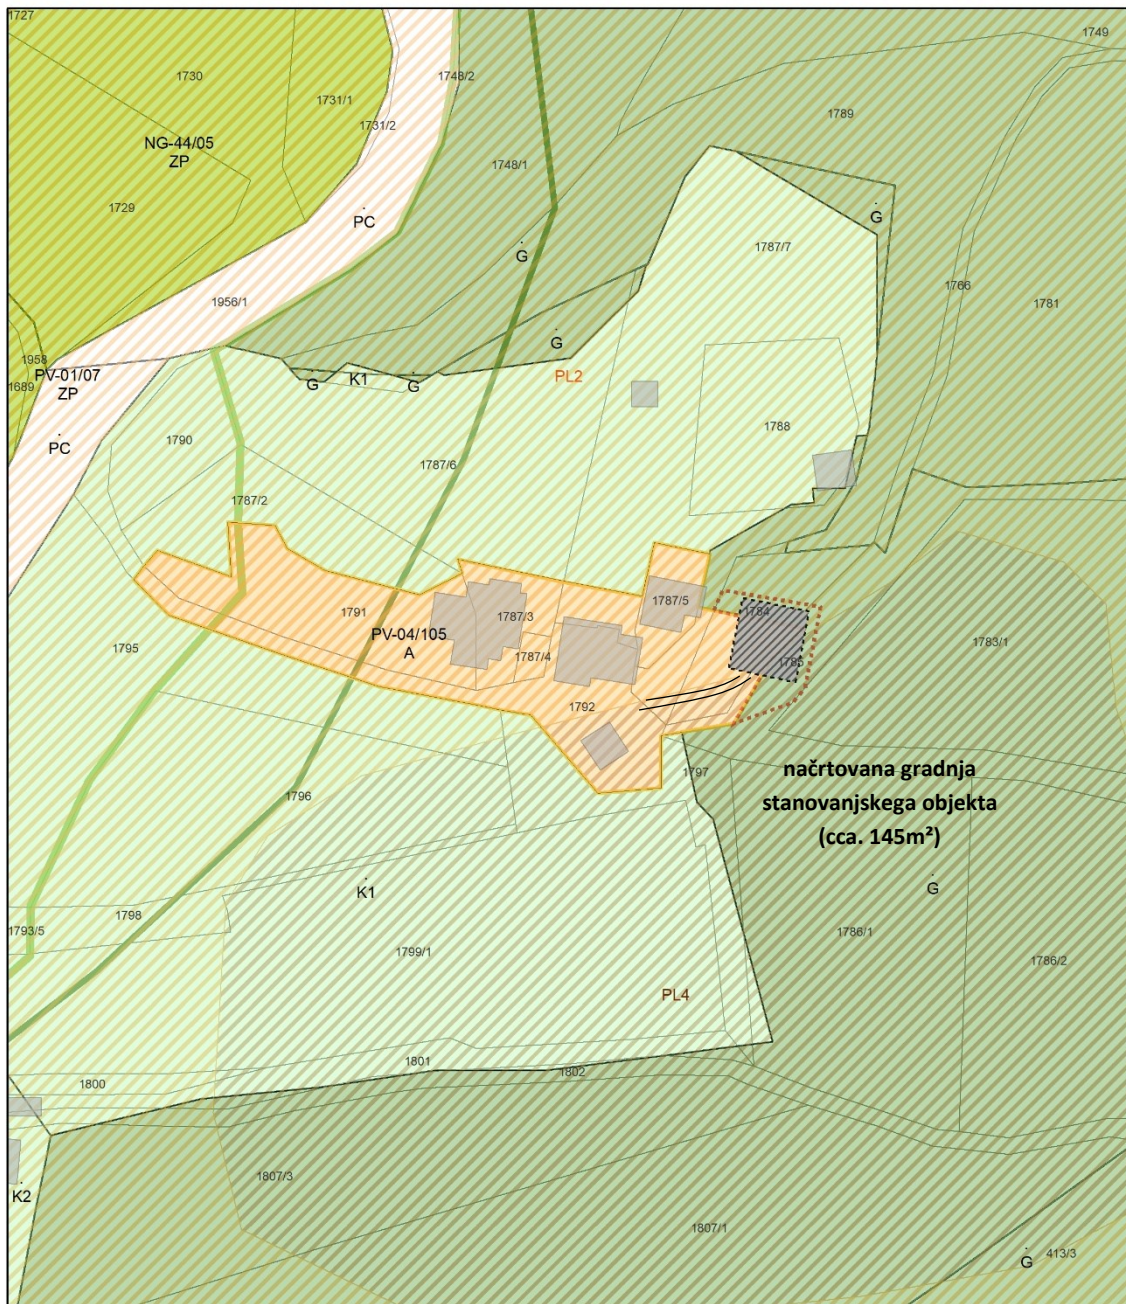 1727
1749
1730
1748/2
1731/1
1789
1731/2
NG-44/05
ZP
1748/1
1729
PC
G
G
1787/7
1956/1
1766
1781
G
1958
PV-01/07
ZP
1689
G
K1
G
PL2
1788
1790
PC
1787/6
1787/2
1791
1787/3
1787/5
1784
PV-04/105
A
1795
1787/4
1785
1783/1
1792
1797
načrtovana gradnja
stanovanjskega objekta
(cca. 145m²)
1796
K1
G
1798
1793/5
1799/1
1786/1
1786/2
PL4
1801
1802
1800
1807/3
K2
1807/1
G
413/3